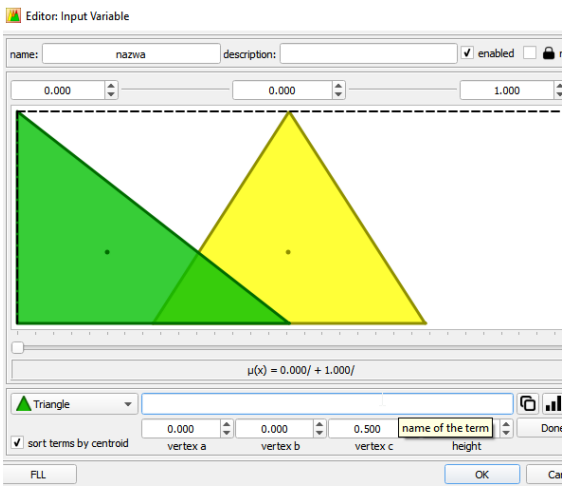 Editor: Input Variable
name: nazwa description: enabled
0.000 0.000 1.000
μ(x) = 0.000/ + 1.000/
Triangle
0.000 0.000 0.500 name of the term Done
sort terms by centroid vertex a vertex b vertex c height
FLL OK